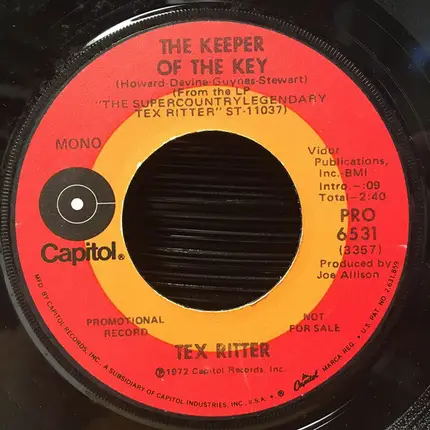 THE KEEPER
OF THE KEY
(Howard-Devine-Guynes-Stewart)
(From the LP
"THE SUPERCOUNTRYLEGENDARY
TEX RITTER" ST-11037)
MONO
Vidor
Publications,
Inc.-BMI
Intro.-:09
Total-2:40
PRO
6531
(3357)
Produced by
Joe Allison
Capitol®
PROMOTIONAL
RECORD
NOT
FOR SALE
TEX RITTER
℗1972 Capitol Records, Inc.
MFD. BY CAPITOL RECORDS, INC., A SUBSIDIARY OF CAPITOL INDUSTRIES, INC., U.S.A. • ® Capitol MARCA REG. • U.S. PAT. NO. 2,631,859